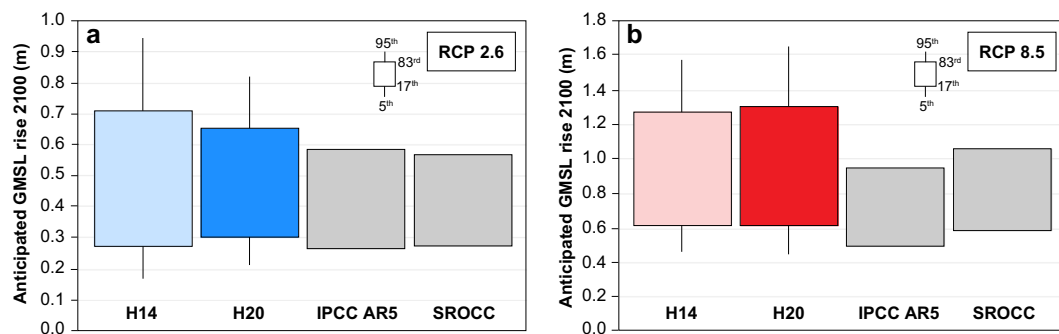 a
RCP 2.6
95th
83rd
17th
5th
Anticipated GMSL rise 2100 (m)
1.0
0.9
0.8
0.7
0.6
0.5
0.4
0.3
0.2
0.1
0.0
H14 H20 IPCC AR5 SROCC
b
RCP 8.5
95th
83rd
17th
5th
Anticipated GMSL rise 2100 (m)
1.8
1.6
1.4
1.2
1.0
0.8
0.6
0.4
0.2
0.0
H14 H20 IPCC AR5 SROCC